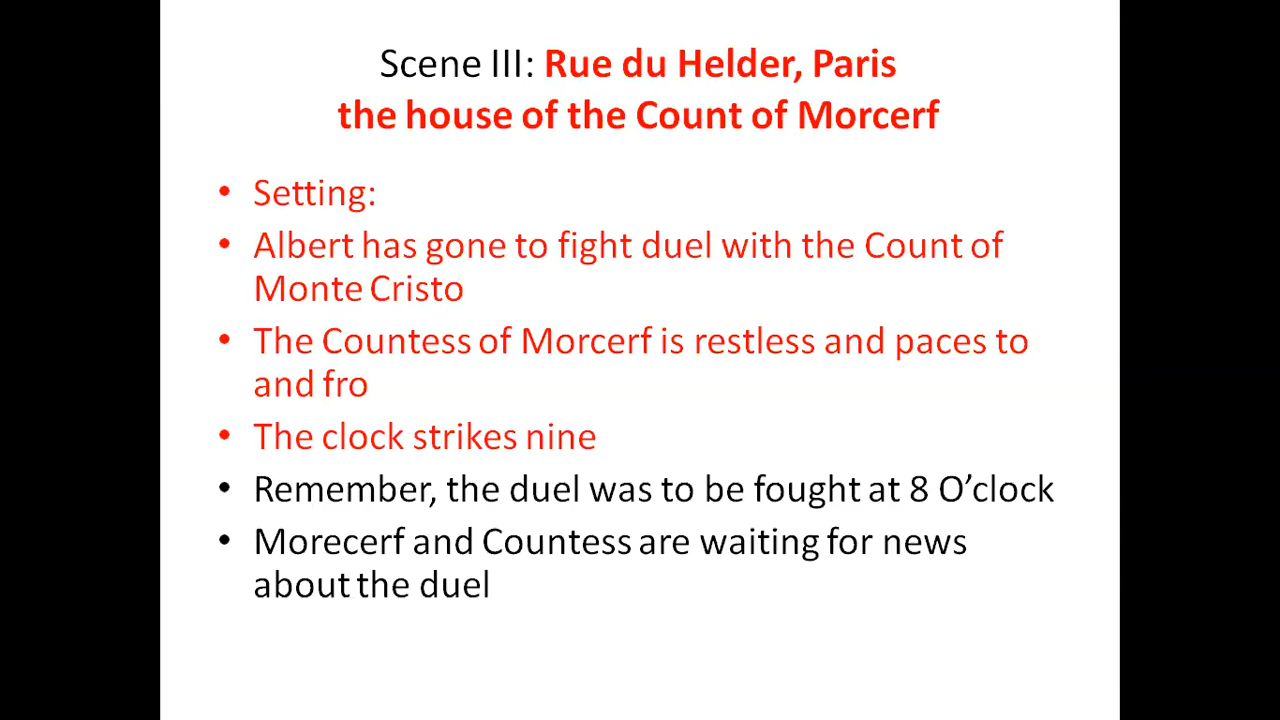 Scene III: Rue du Helder, Paris
the house of the Count of Morcerf
• Setting:
• Albert has gone to fight duel with the Count of
Monte Cristo
• The Countess of Morcerf is restless and paces to
and fro
• The clock strikes nine
• Remember, the duel was to be fought at 8 O’clock
• Morecerf and Countess are waiting for news
about the duel